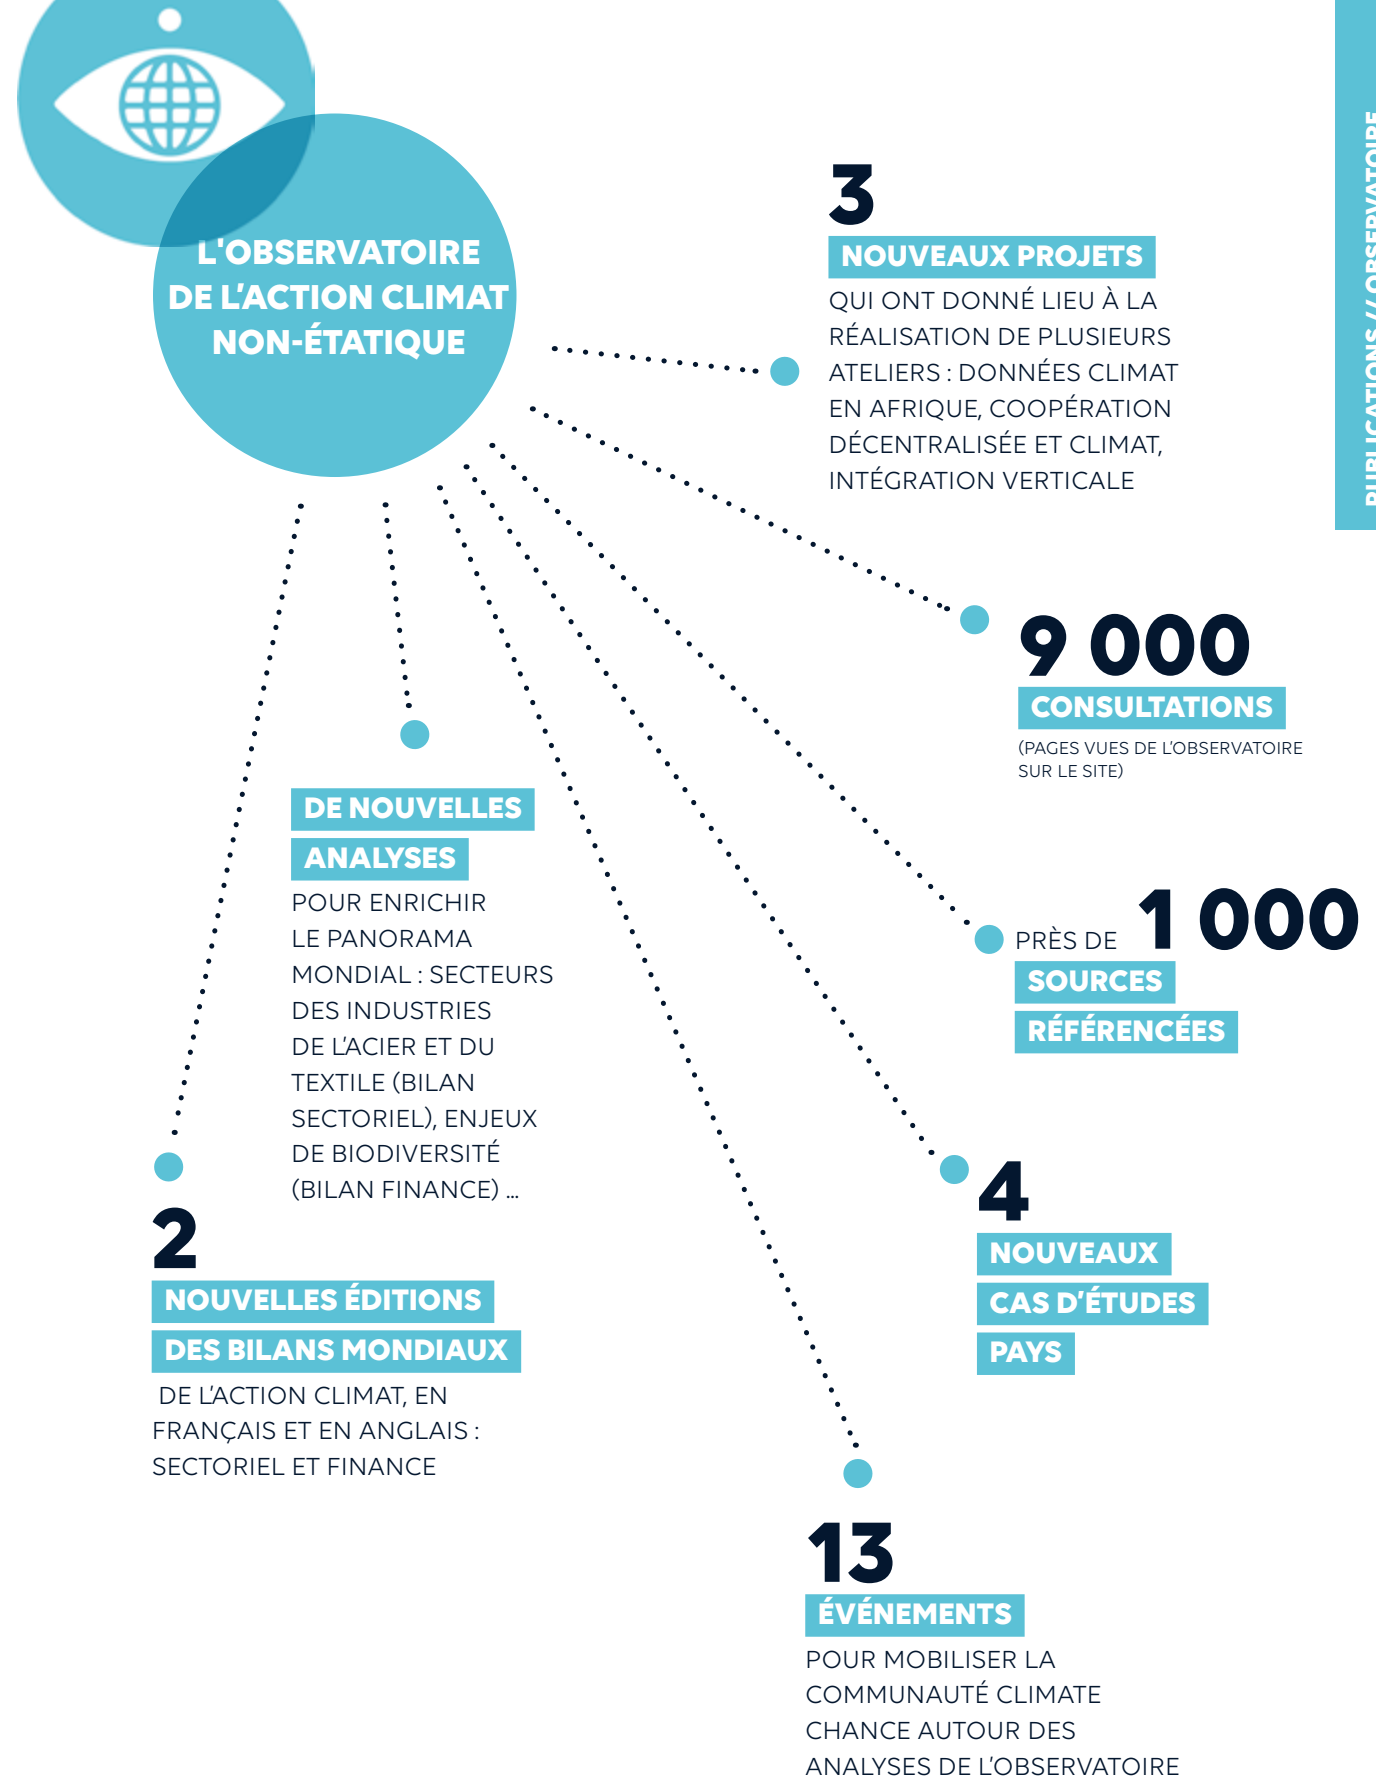 L'OBSERVATOIRE
DE L'ACTION CLIMAT
NON-ÉTATIQUE
3
NOUVEAUX PROJETS
QUI ONT DONNÉ LIEU À LA
RÉALISATION DE PLUSIEURS
ATELIERS : DONNÉES CLIMAT
EN AFRIQUE, COOPÉRATION
DÉCENTRALISÉE ET CLIMAT,
INTÉGRATION VERTICALE
PUBLICATIONS // OBSERVATOIRE
9 000
CONSULTATIONS
(PAGES VUES DE L'OBSERVATOIRE
SUR LE SITE)
DE NOUVELLES
ANALYSES
POUR ENRICHIR
LE PANORAMA
MONDIAL : SECTEURS
DES INDUSTRIES
DE L'ACIER ET DU
TEXTILE (BILAN
SECTORIEL), ENJEUX
DE BIODIVERSITÉ
(BILAN FINANCE) ...
PRÈS DE 1 000
SOURCES
RÉFÉRENCÉES
2
NOUVELLES ÉDITIONS
DES BILANS MONDIAUX
DE L'ACTION CLIMAT, EN
FRANÇAIS ET EN ANGLAIS :
SECTORIEL ET FINANCE
4
NOUVEAUX
CAS D'ÉTUDES
PAYS
13
ÉVÉNEMENTS
POUR MOBILISER LA
COMMUNAUTÉ CLIMATE
CHANCE AUTOUR DES
ANALYSES DE L'OBSERVATOIRE